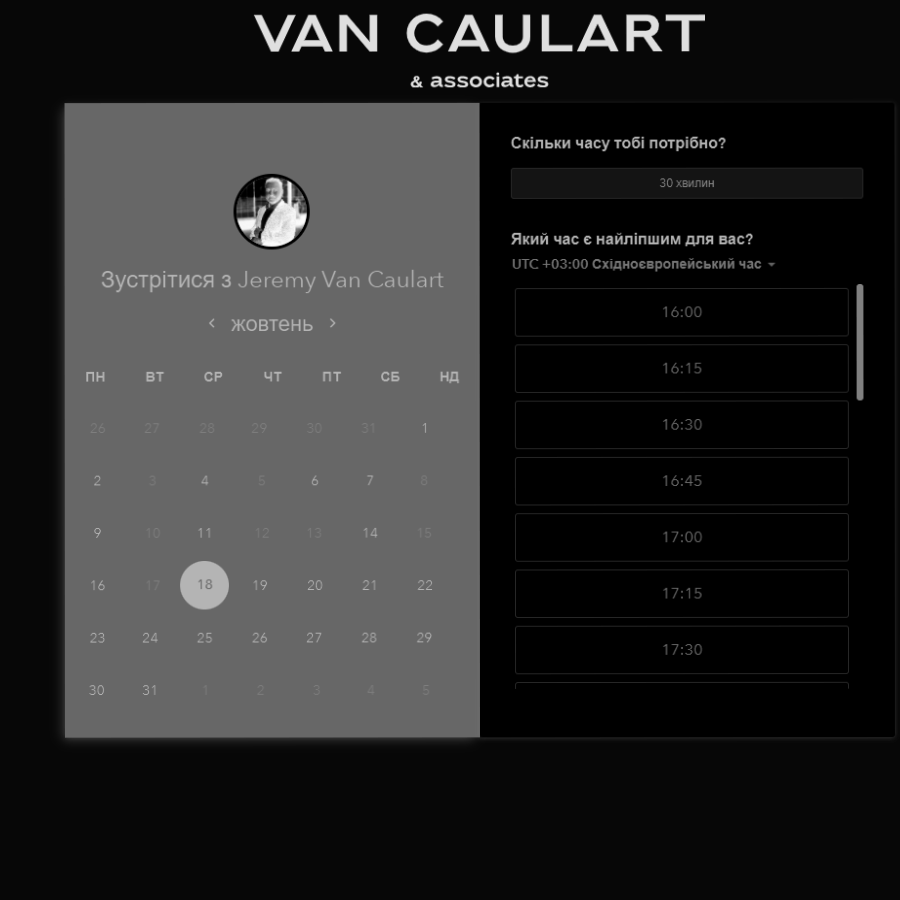 VAN CAULART
& associates
Зустрітися з Jeremy Van Caulart
жовтень
ПН ВТ СР ЧТ ПТ СБ НД
26 27 28 29 30 31 1
2 3 4 5 6 7 8
9 10 11 12 13 14 15
16 17 18 19 20 21 22
23 24 25 26 27 28 29
30 31 1 2 3 4 5
Скільки часу тобі потрібно?
30 хвилин
Який час є найліпшим для вас?
UTC +03:00 Східноєвропейський час
16:00
16:15
16:30
16:45
17:00
17:15
17:30